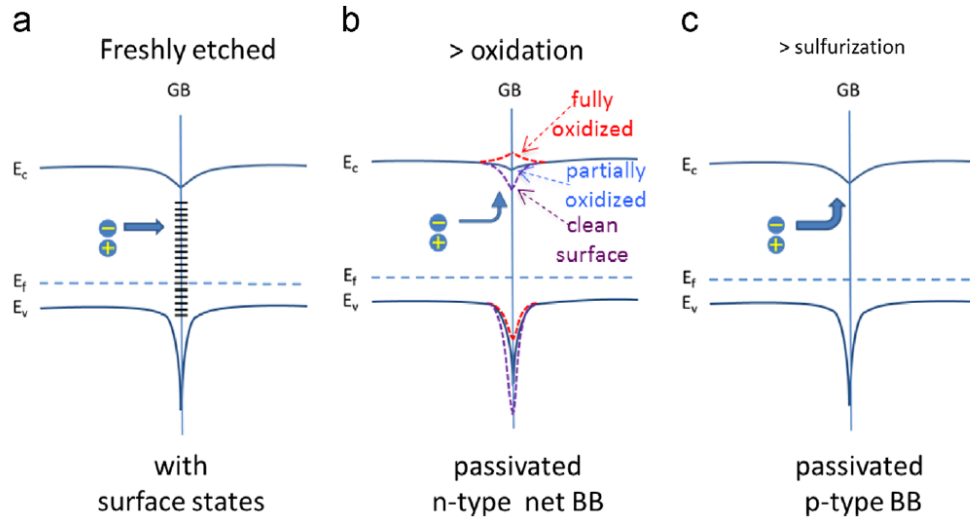 a
Freshly etched
GB
Ec
−
+
Ef
Ev
with
surface states
b
> oxidation
GB
fully
oxidized
Ec
partially
oxidized
−
+
clean
surface
Ef
Ev
passivated
n-type net BB
c
> sulfurization
GB
Ec
−
+
Ef
Ev
passivated
p-type BB